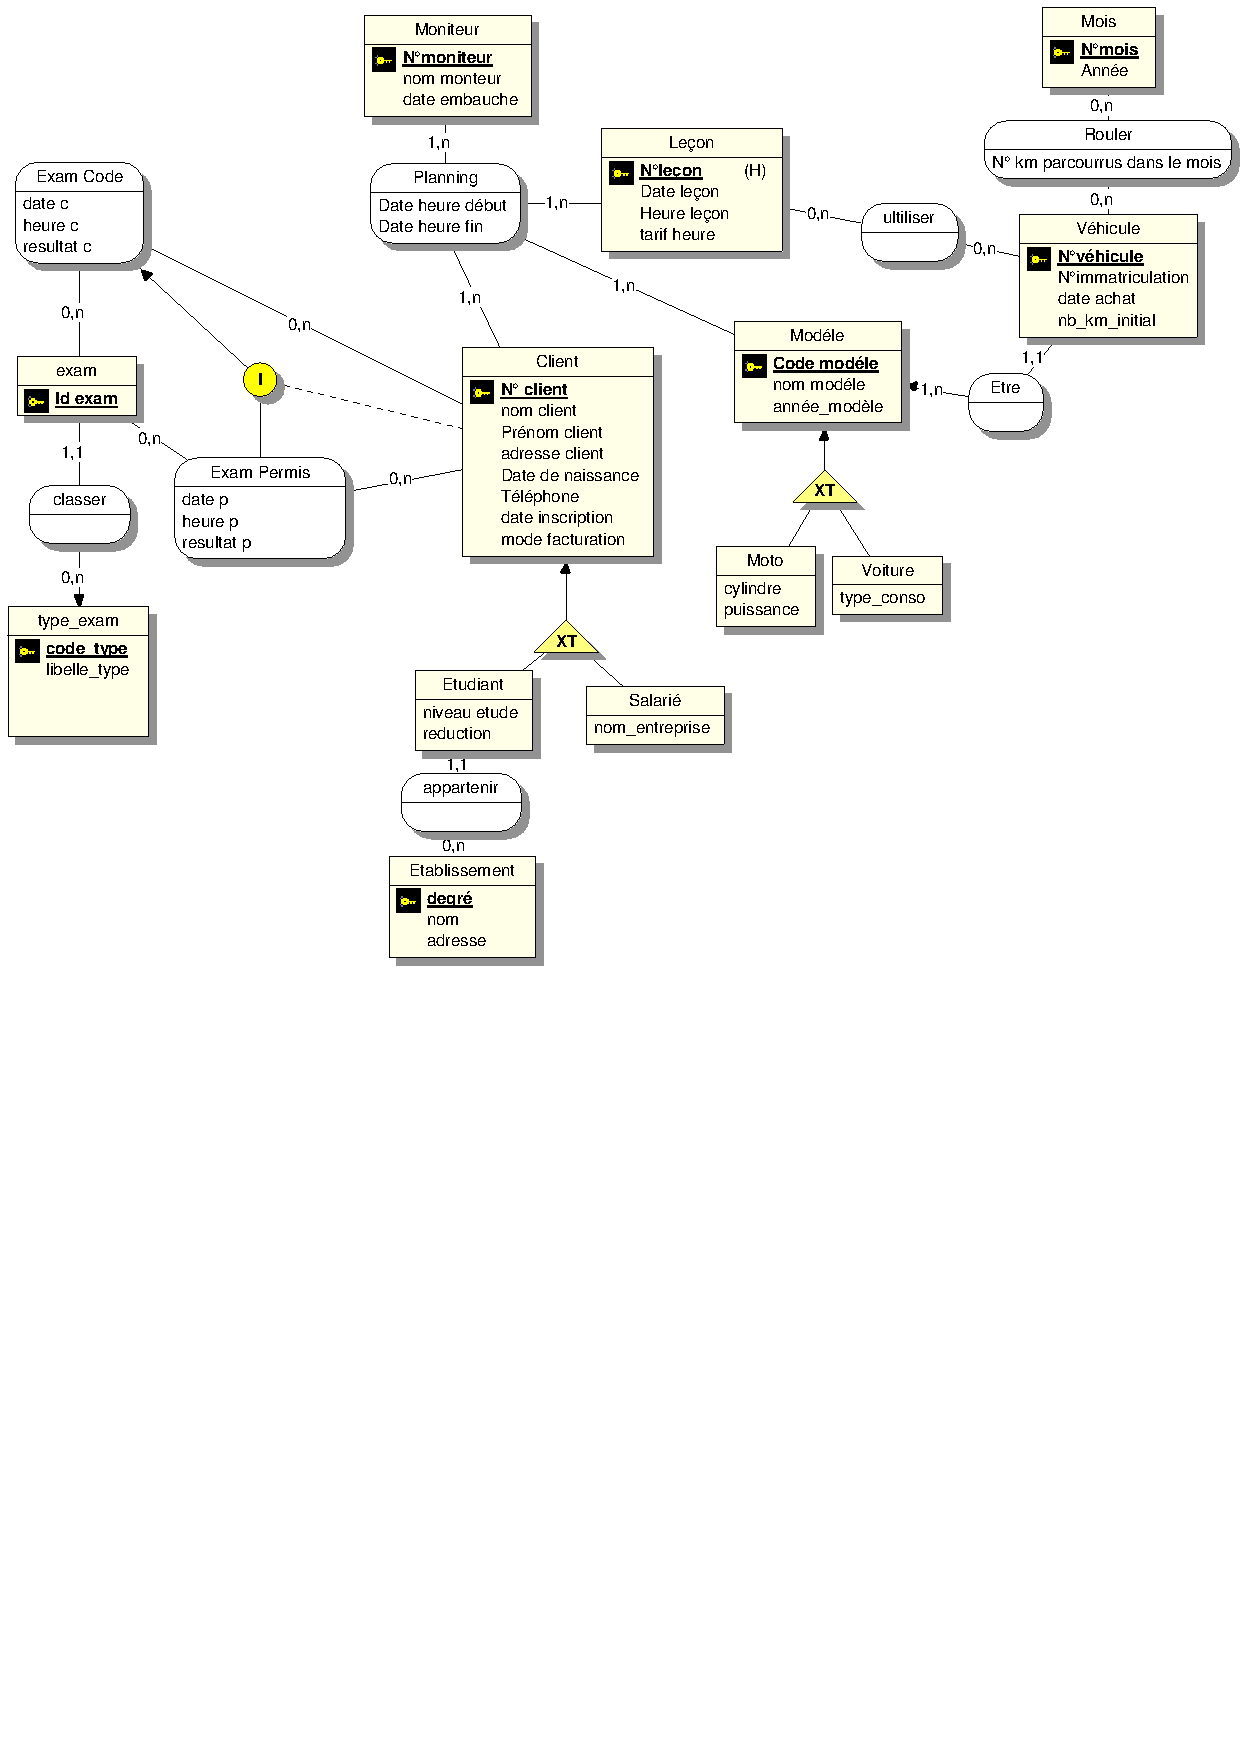 Moniteur
N°moniteur
nom monteur
date embauche
Mois
N°mois
Année
0,n
Rouler
N° km parcourrus dans le mois
0,n
1,n
Exam Code
date c
heure c
resultat c
Planning
Date heure début
Date heure fin
1,n
Leçon
N°lecon (H)
Date leçon
Heure leçon
tarif heure
0,n
ultiliser
0,n
Véhicule
N°véhicule
N°immatriculation
date achat
nb_km_initial
1,n
1,n
0,n
0,n
1,1
exam
Id exam
I
Client
N° client
nom client
Prénom client
adresse client
Date de naissance
Téléphone
date inscription
mode facturation
Modéle
Code modéle
nom modéle
année_modèle
1,n
Etre
1,1
0,n
Exam Permis
date p
heure p
resultat p
0,n
classer
0,n
type_exam
code_type
libelle_type
XT
Moto
cylindre
puissance
Voiture
type_conso
XT
Etudiant
niveau etude
reduction
Salarié
nom_entreprise
1,1
appartenir
0,n
Etablissement
degré
nom
adresse